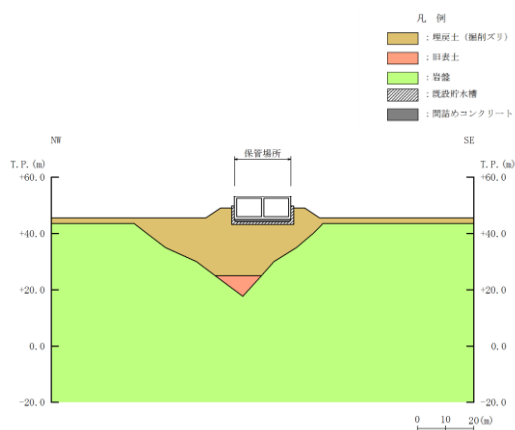 凡 例
：埋戻土（掘削ズリ）
：旧表土
：岩盤
：既設貯水槽
：間詰めコンクリート
NW
SE
保管場所
T.P.(m)
T.P.(m)
+60.0
+60.0
+40.0
+40.0
+20.0
+20.0
0.0
0.0
-20.0
-20.0
0 10 20(m)